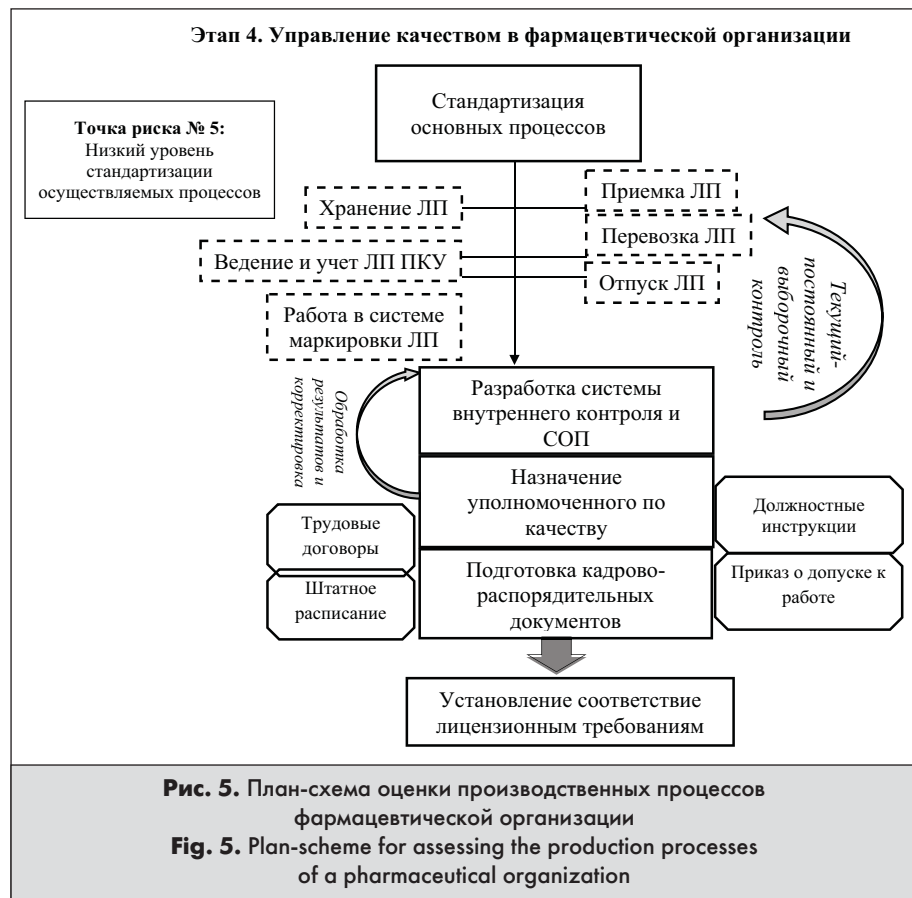 Этап 4. Управление качеством в фармацевтической организации
Стандартизация
основных процессов
Точка риска № 5:
Низкий уровень
стандартизации
осуществляемых процессов
Хранение ЛП
Приемка ЛП
Перевозка ЛП
Ведение и учет ЛП ПКУ
Отпуск ЛП
Работа в системе
маркировки ЛП
Текущий-
постоянный и
выборочный
контроль
Обработка
результатов и
корректировка
Разработка системы
внутреннего контроля и
СОП
Назначение
уполномоченного по
качеству
Подготовка кадрово-
распорядительных
документов
Трудовые
договоры
Штатное
расписание
Должностные
инструкции
Приказ о допуске к
работе
Установление соответствие
лицензионным требованиям
Рис. 5. План-схема оценки производственных процессов
фармацевтической организации
Fig. 5. Plan-scheme for assessing the production processes
of a pharmaceutical organization